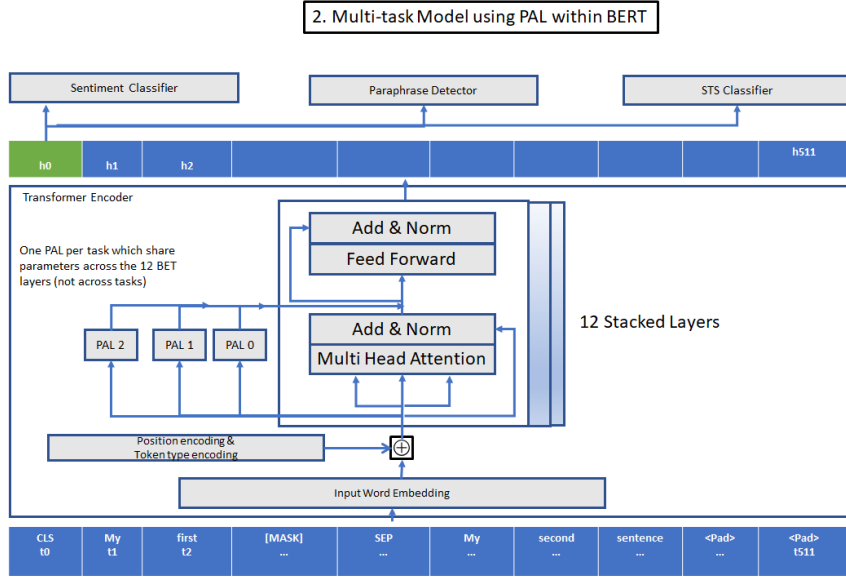 2. Multi-task Model using PAL within BERT
Sentiment Classifier
Paraphrase Detector
STS Classifier
h0
h1
h2
h511
Transformer Encoder
One PAL per task which share
parameters across the 12 BET
layers (not across tasks)
Add & Norm
Feed Forward
Add & Norm
Multi Head Attention
PAL 2
PAL 1
PAL 0
12 Stacked Layers
Position encoding &
Token type encoding
Input Word Embedding
CLS
t0
My
t1
first
t2
[MASK]
...
SEP
...
My
...
second
...
sentence
...
<Pad>
...
<Pad>
t511